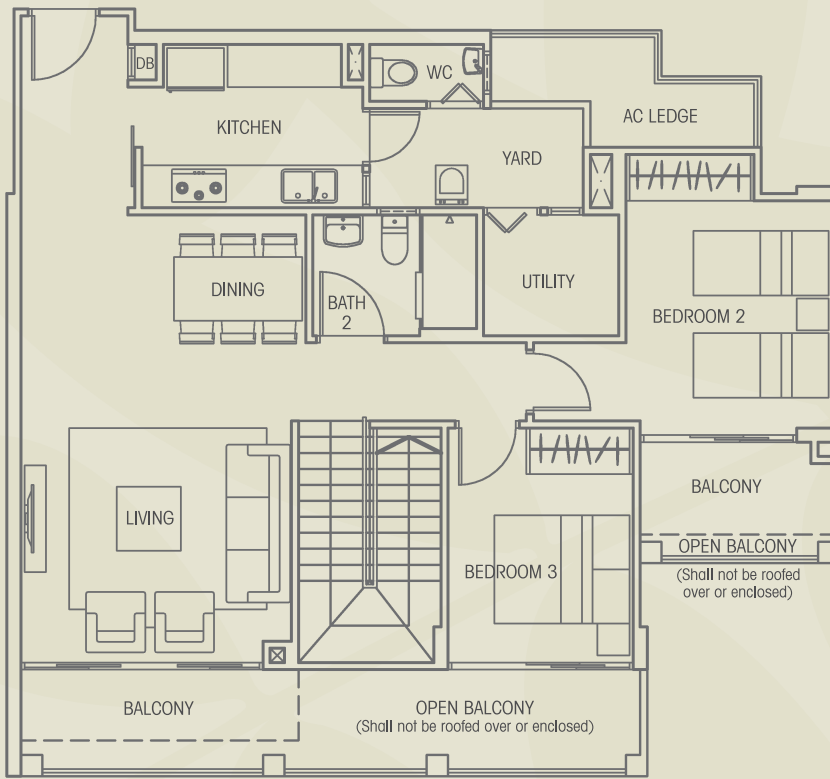 DB
WC
KITCHEN
AC LEDGE
YARD
DINING
BATH
2
UTILITY
BEDROOM 2
LIVING
BALCONY
OPEN BALCONY
(Shall not be roofed
over or enclosed)
BEDROOM 3
BALCONY
OPEN BALCONY
(Shall not be roofed over or enclosed)